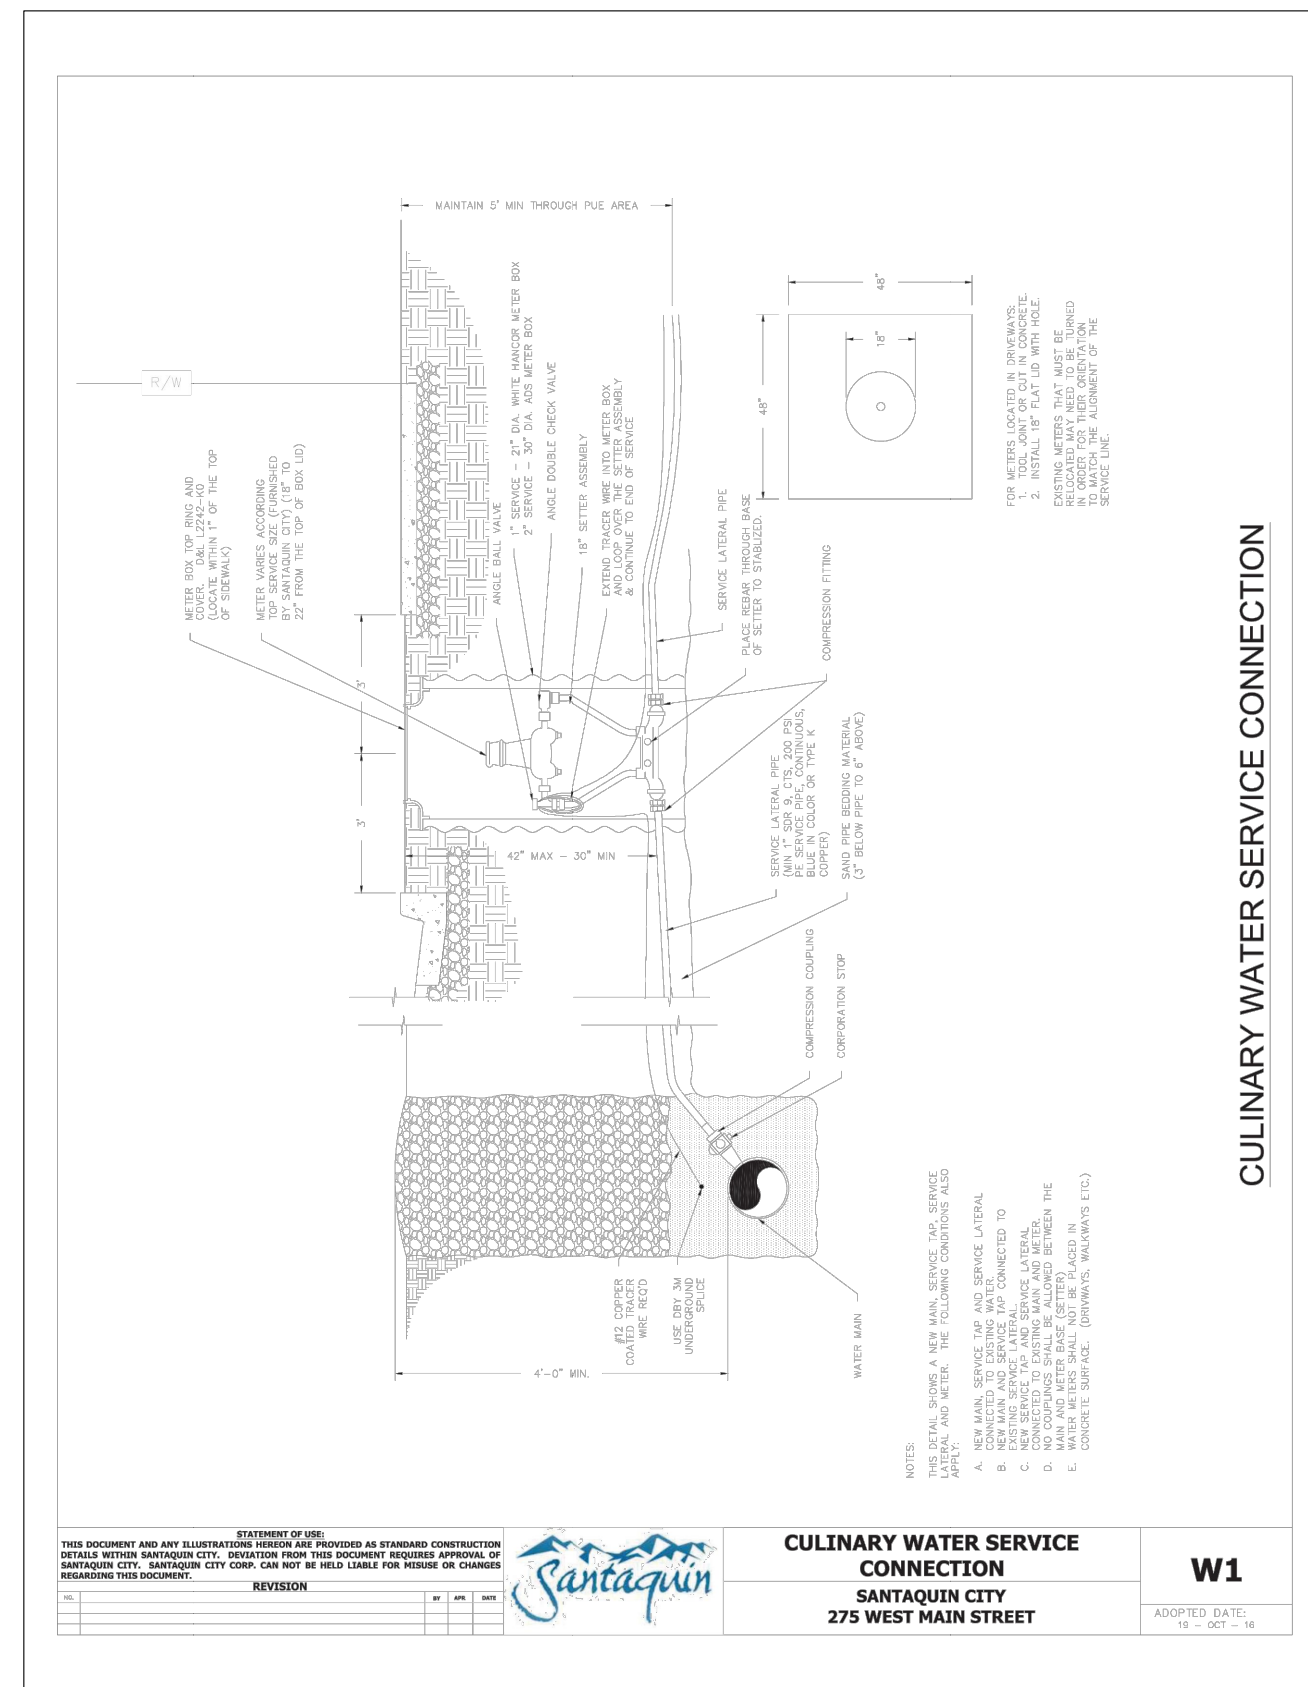 MAINTAIN 5' MIN THROUGH PUE AREA
R/W
METER BOX TOP RING AND
COVER.  D&L L2242-K0
(LOCATE WITHIN 1" OF THE TOP
OF SIDEWALK)
METER VARIES ACCORDING
TOP SERVICE SIZE (FURNISHED
BY SANTAQUIN CITY) (18" TO
22" FROM THE TOP OF BOX LID)
3'
3'
ANGLE BALL VALVE
1" SERVICE – 21" DIA. WHITE HANCOR METER BOX
2" SERVICE – 30" DIA. ADS METER BOX
ANGLE DOUBLE CHECK VALVE
18" SETTER ASSEMBLY
EXTEND TRACER WIRE INTO METER BOX
AND LOOP OVER THE SETTER ASSEMBLY
& CONTINUE TO END OF SERVICE
SERVICE LATERAL PIPE
PLACE REBAR THROUGH BASE
OF SETTER TO STABLIZED.
COMPRESSION FITTING
48"
48"
18"
FOR METERS LOCATED IN DRIVEWAYS:
1. TOOL JOINT OR CUT IN CONCRETE.
2. INSTALL 18" FLAT LID WITH HOLE.
EXISTING METERS THAT MUST BE
RELOCATED MAY NEED TO BE TURNED
IN ORDER FOR THEIR ORIENTATION
TO MATCH THE ALIGNMENT OF THE
SERVICE LINE.
42" MAX – 30" MIN
SERVICE LATERAL PIPE
(MIN 1" SDR 9, CTS, 200 PSI
PE SERVICE PIPE, CONTINUOUS,
BLUE IN COLOR OR TYPE K
COPPER)
SAND PIPE BEDDING MATERIAL
(3" BELOW PIPE TO 6" ABOVE)
COMPRESSION COUPLING
CORPORATION STOP
#12 COPPER
COATED TRACER
WIRE REQ'D
USE DBY 3M
UNDERGROUND
SPLICE
4'-0" MIN.
WATER MAIN
NOTES:
THIS DETAIL SHOWS A NEW MAIN, SERVICE TAP, SERVICE
LATERAL AND METER.  THE FOLLOWING CONDITIONS ALSO
APPLY:
A. NEW MAIN, SERVICE TAP AND SERVICE LATERAL
CONNECTED TO EXISTING WATER.
B. NEW MAIN AND SERVICE TAP CONNECTED TO
EXISTING SERVICE LATERAL.
C. NEW SERVICE TAP AND SERVICE LATERAL
CONNECTED TO EXISTING MAIN AND METER.
D. NO COUPLINGS SHALL BE ALLOWED BETWEEN THE
MAIN AND METER BASE (SETTER)
E. WATER METERS SHALL NOT BE PLACED IN
CONCRETE SURFACE.  (DRIVWAYS, WALKWAYS ETC.)
CULINARY WATER SERVICE CONNECTION
STATEMENT OF USE:
THIS DOCUMENT AND ANY ILLUSTRATIONS HEREON ARE PROVIDED AS STANDARD CONSTRUCTION
DETAILS WITHIN SANTAQUIN CITY.  DEVIATION FROM THIS DOCUMENT REQUIRES APPROVAL OF
SANTAQUIN CITY.  SANTAQUIN CITY CORP. CAN NOT BE HELD LIABLE FOR MISUSE OR CHANGES
REGARDING THIS DOCUMENT.
REVISION
NO. BY APR. DATE
Santaquin
CULINARY WATER SERVICE
CONNECTION
SANTAQUIN CITY
275 WEST MAIN STREET
W1
ADOPTED DATE:
19 – OCT – 16